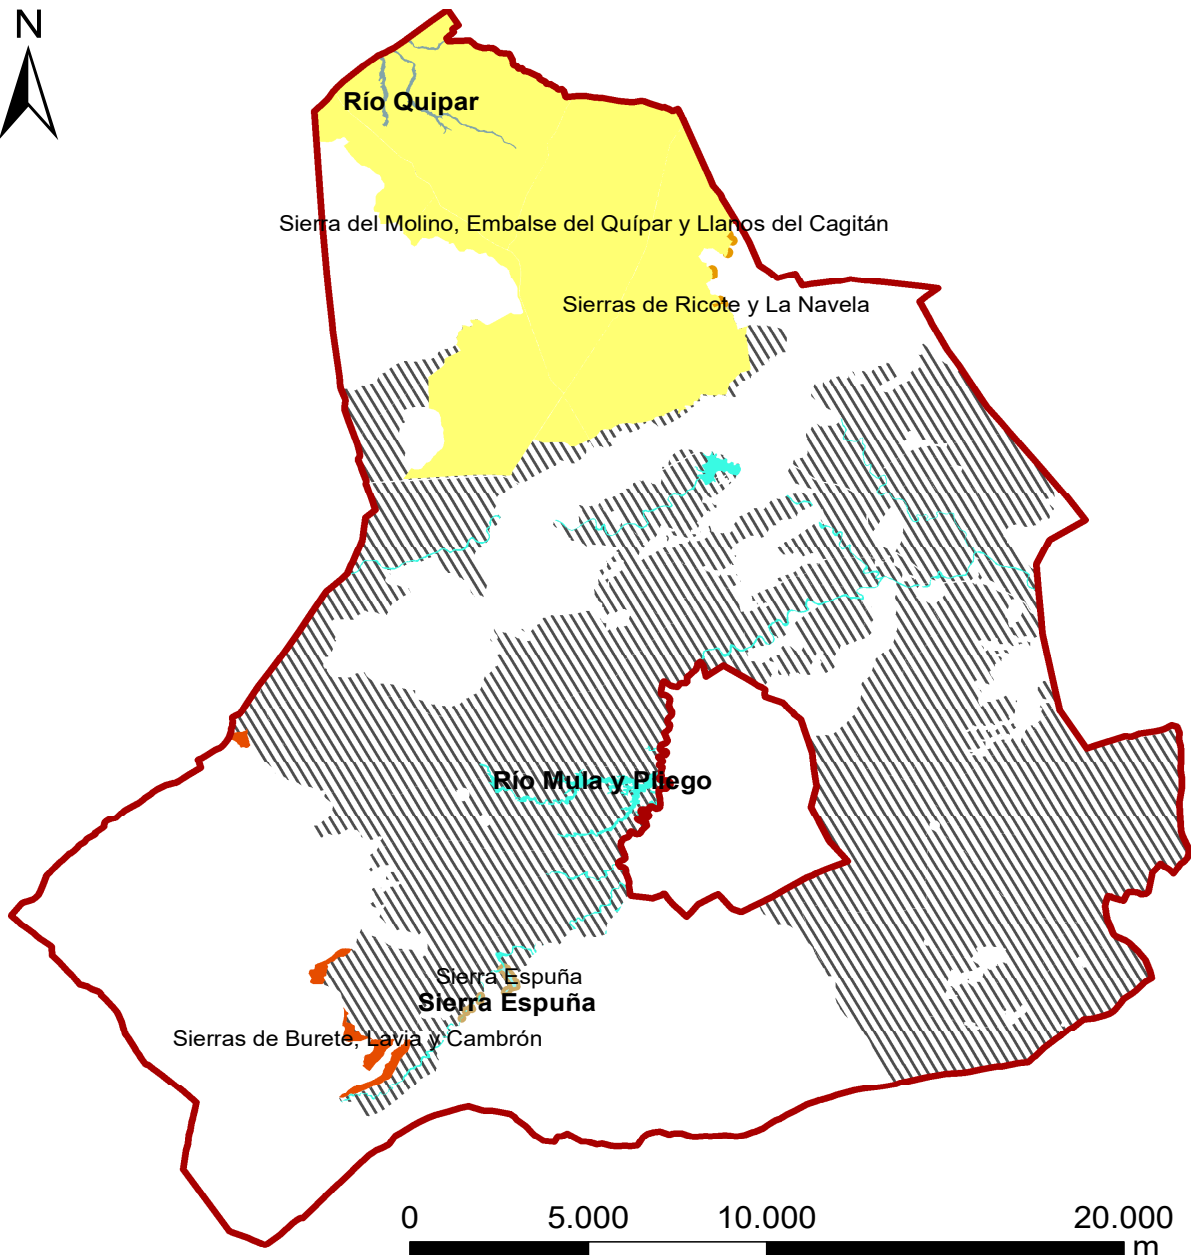 N
Río Quipar
Sierra del Molino, Embalse del Quípar y Llanos del Cagitán
Sierras de Ricote y La Navela
Río Mula y Pliego
Sierra Espuña
Sierra Espuña
Sierras de Burete, Lavia y Cambrón
0 5.000 10.000 20.000
m